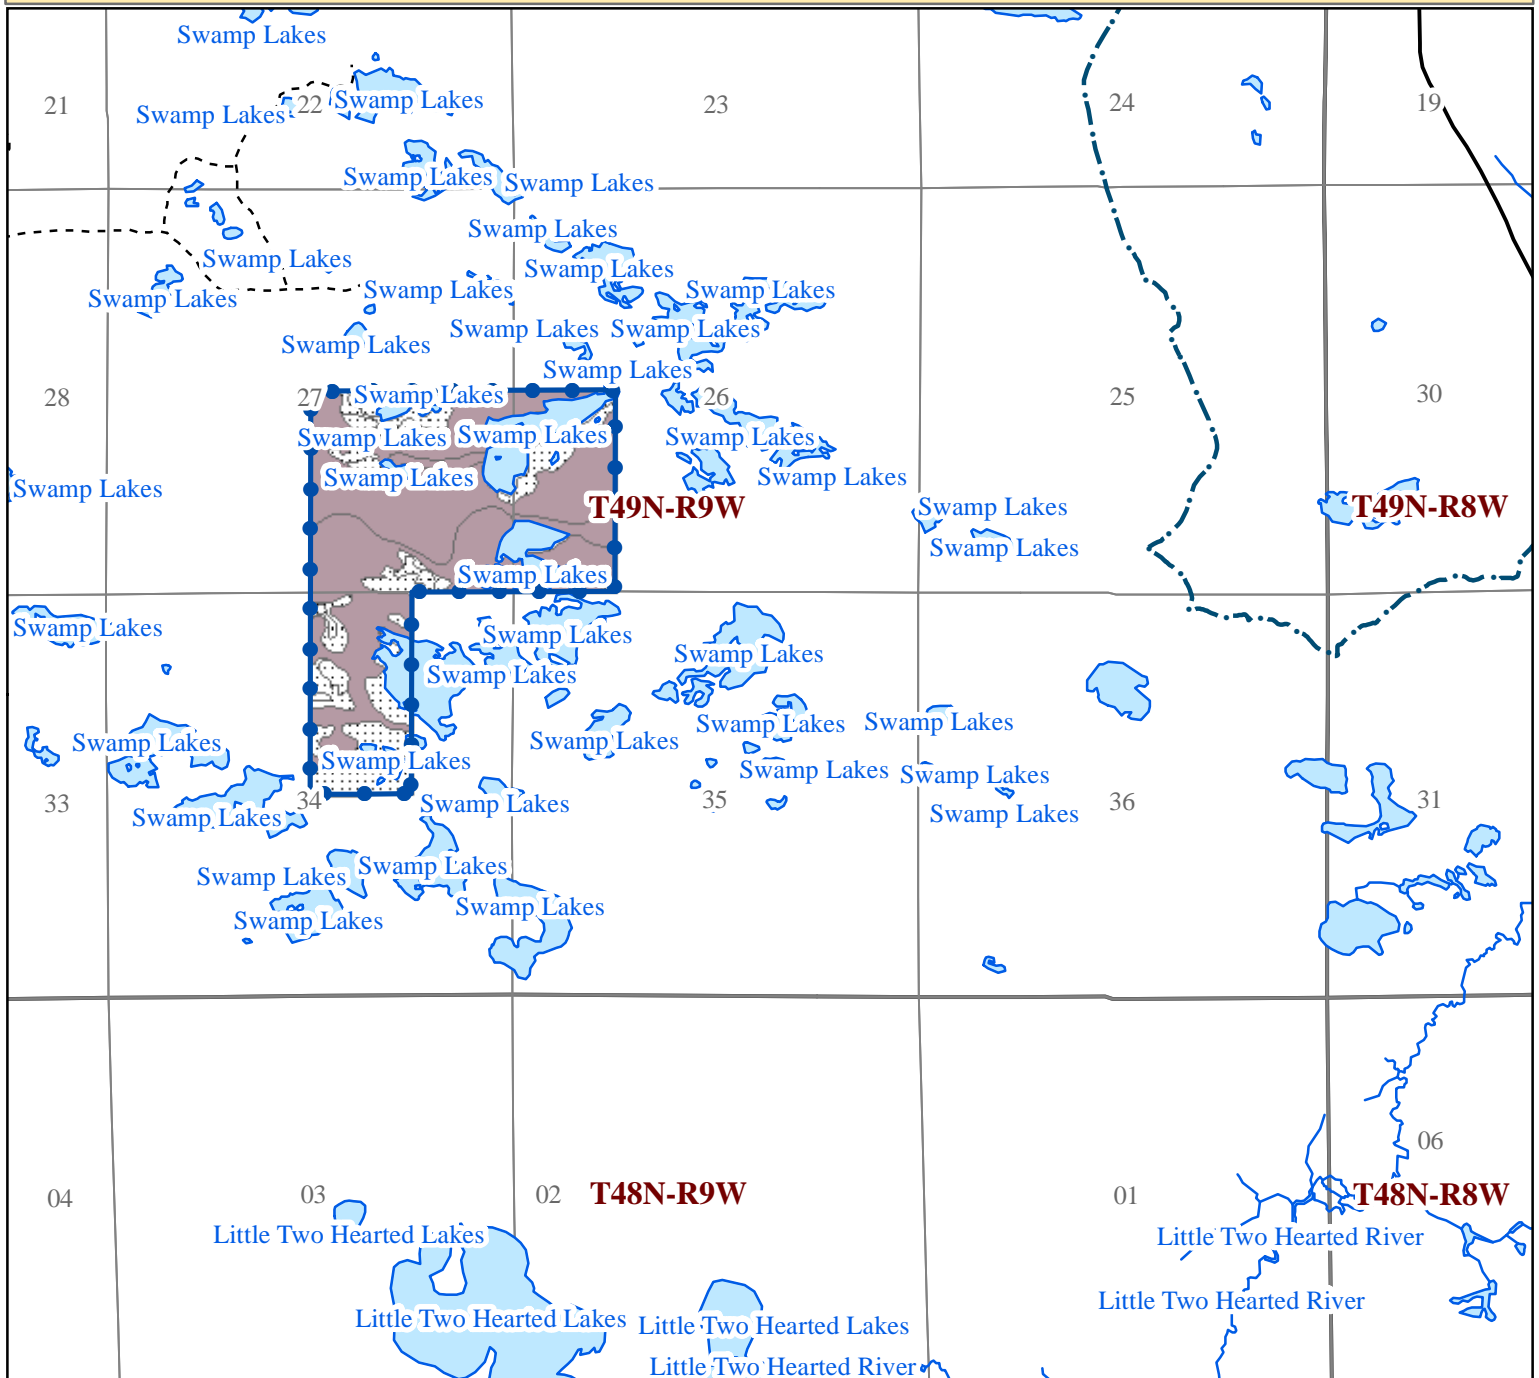 Swamp Lakes
21
Swamp Lakes
22
Swamp Lakes
23
24
19
Swamp Lakes
Swamp Lakes
Swamp Lakes
Swamp Lakes
Swamp Lakes
Swamp Lakes
Swamp Lakes
Swamp Lakes
Swamp Lakes
Swamp Lakes
Swamp Lakes
Swamp Lakes
Swamp Lakes
28
27
Swamp Lakes
26
25
30
Swamp Lakes
Swamp Lakes
Swamp Lakes
Swamp Lakes
Swamp Lakes
Swamp Lakes
T49N-R9W
Swamp Lakes
T49N-R8W
Swamp Lakes
Swamp Lakes
Swamp Lakes
Swamp Lakes
Swamp Lakes
Swamp Lakes
Swamp Lakes
Swamp Lakes
Swamp Lakes
Swamp Lakes
Swamp Lakes
Swamp Lakes
Swamp Lakes
Swamp Lakes
33
34
Swamp Lakes
35
36
31
Swamp Lakes
Swamp Lakes
Swamp Lakes
Swamp Lakes
Swamp Lakes
Swamp Lakes
06
04
03
02
T48N-R9W
01
T48N-R8W
Little Two Hearted Lakes
Little Two Hearted River
Little Two Hearted River
Little Two Hearted Lakes
Little Two Hearted Lakes
Little Two Hearted River